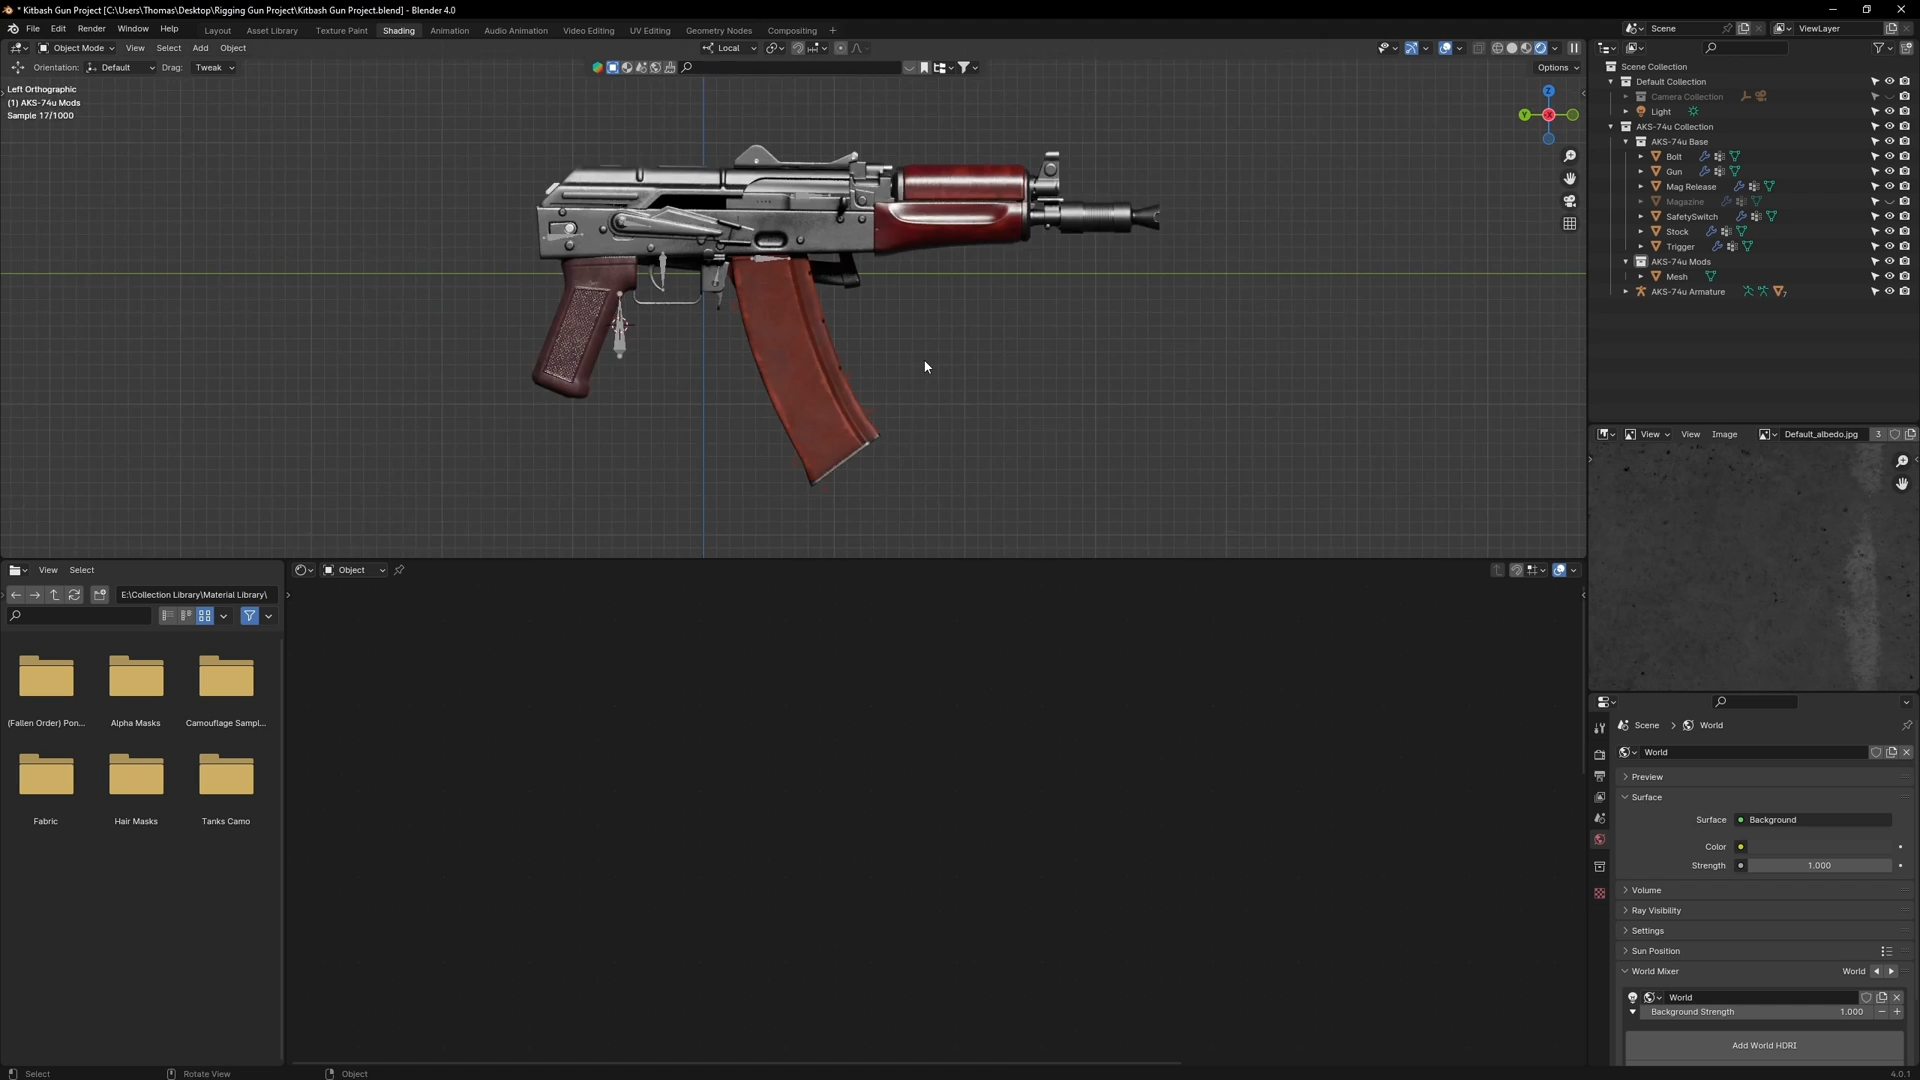 * Kitbash Gun Project [C:\Users\Thomas\Desktop\Rigging Gun Project\Kitbash Gun Project.blend] - Blender 4.0
File Edit Render Window Help Layout Asset Library Texture Paint Shading Animation Audio Animation Video Editing UV Editing Geometry Nodes Compositing + Scene ViewLayer
Object Mode View Select Add Object Local
Orientation: Default Drag: Tweak Options
Left Orthographic
(1) AKS-74u Mods
Sample 17/1000
Z
Y
X
Scene Collection
Default Collection
Camera Collection
Light
AKS-74u Collection
AKS-74u Base
Bolt
Gun
Mag Release
Magazine
SafetySwitch
Stock
Trigger
AKS-74u Mods
Mesh
AKS-74u Armature 7
View View Image Default_albedo.jpg 3
View Select
Object
E:\Collection Library\Material Library\
(Fallen Order) Pon... Alpha Masks Camouflage Sampl...
Fabric Hair Masks Tanks Camo
Scene > World
World
Preview
Surface
Surface Background
Color
Strength 1.000
Volume
Ray Visibility
Settings
Sun Position
World Mixer World
World
Background Strength 1.000
Add World HDRI
Select Rotate View Object 4.0.1